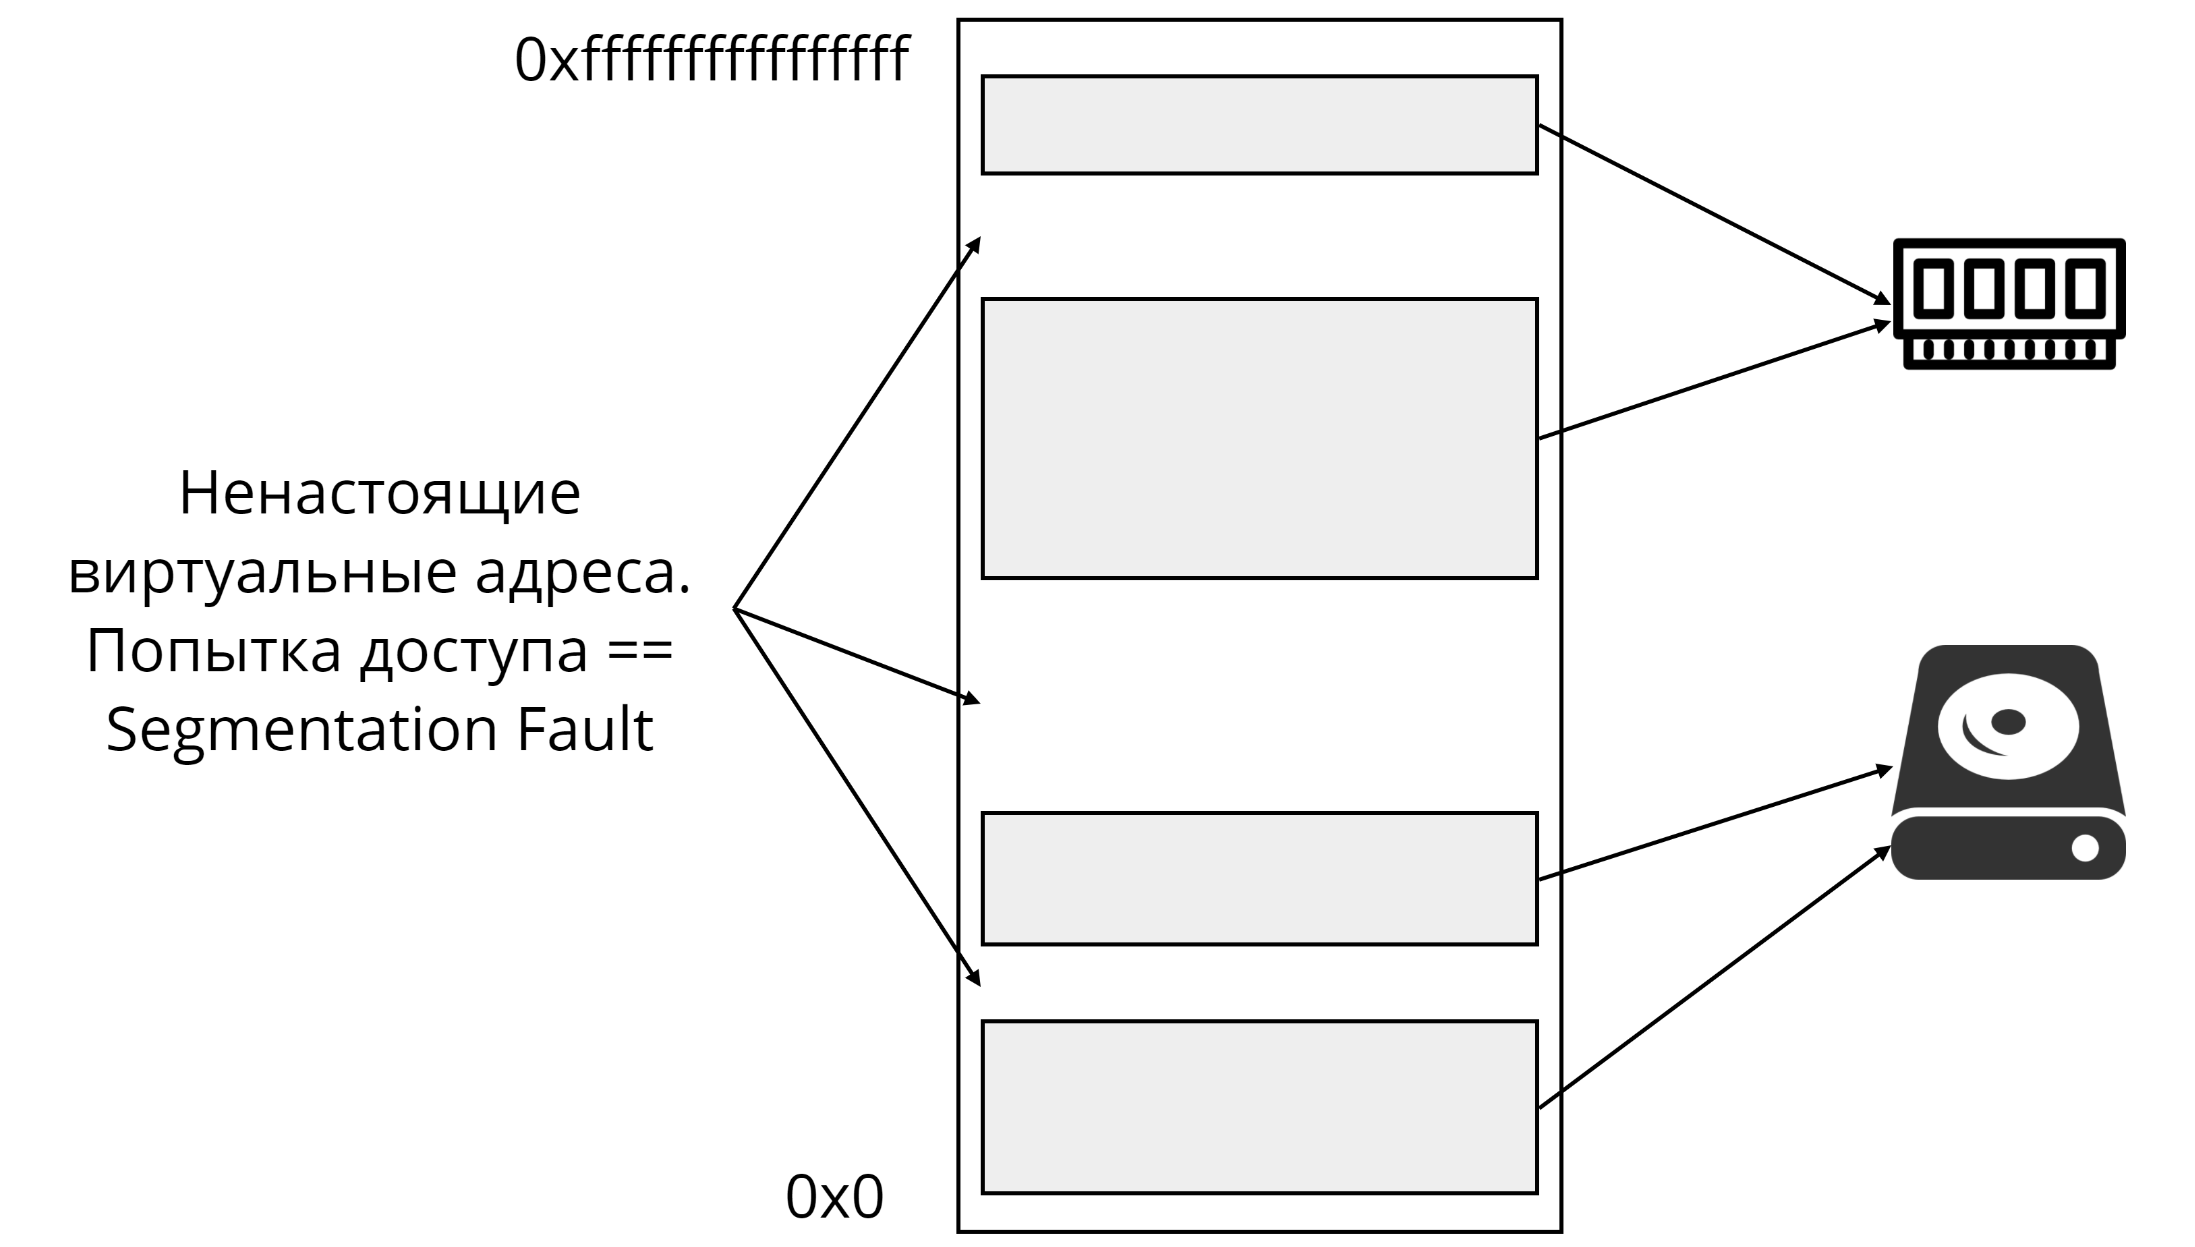 0xffffffffffffffff
Ненастоящие
виртуальные адреса.
Попытка доступа ==
Segmentation Fault
0x0